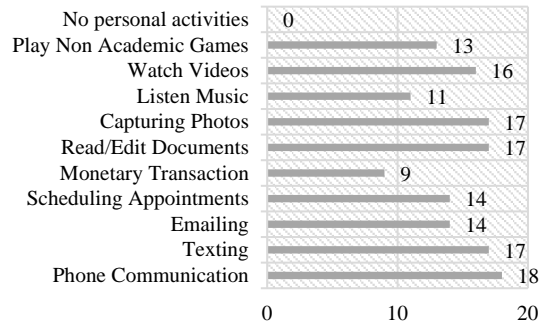 No personal activities 0
Play Non Academic Games 13
Watch Videos 16
Listen Music 11
Capturing Photos 17
Read/Edit Documents 17
Monetary Transaction 9
Scheduling Appointments 14
Emailing 14
Texting 17
Phone Communication 18
0 10 20